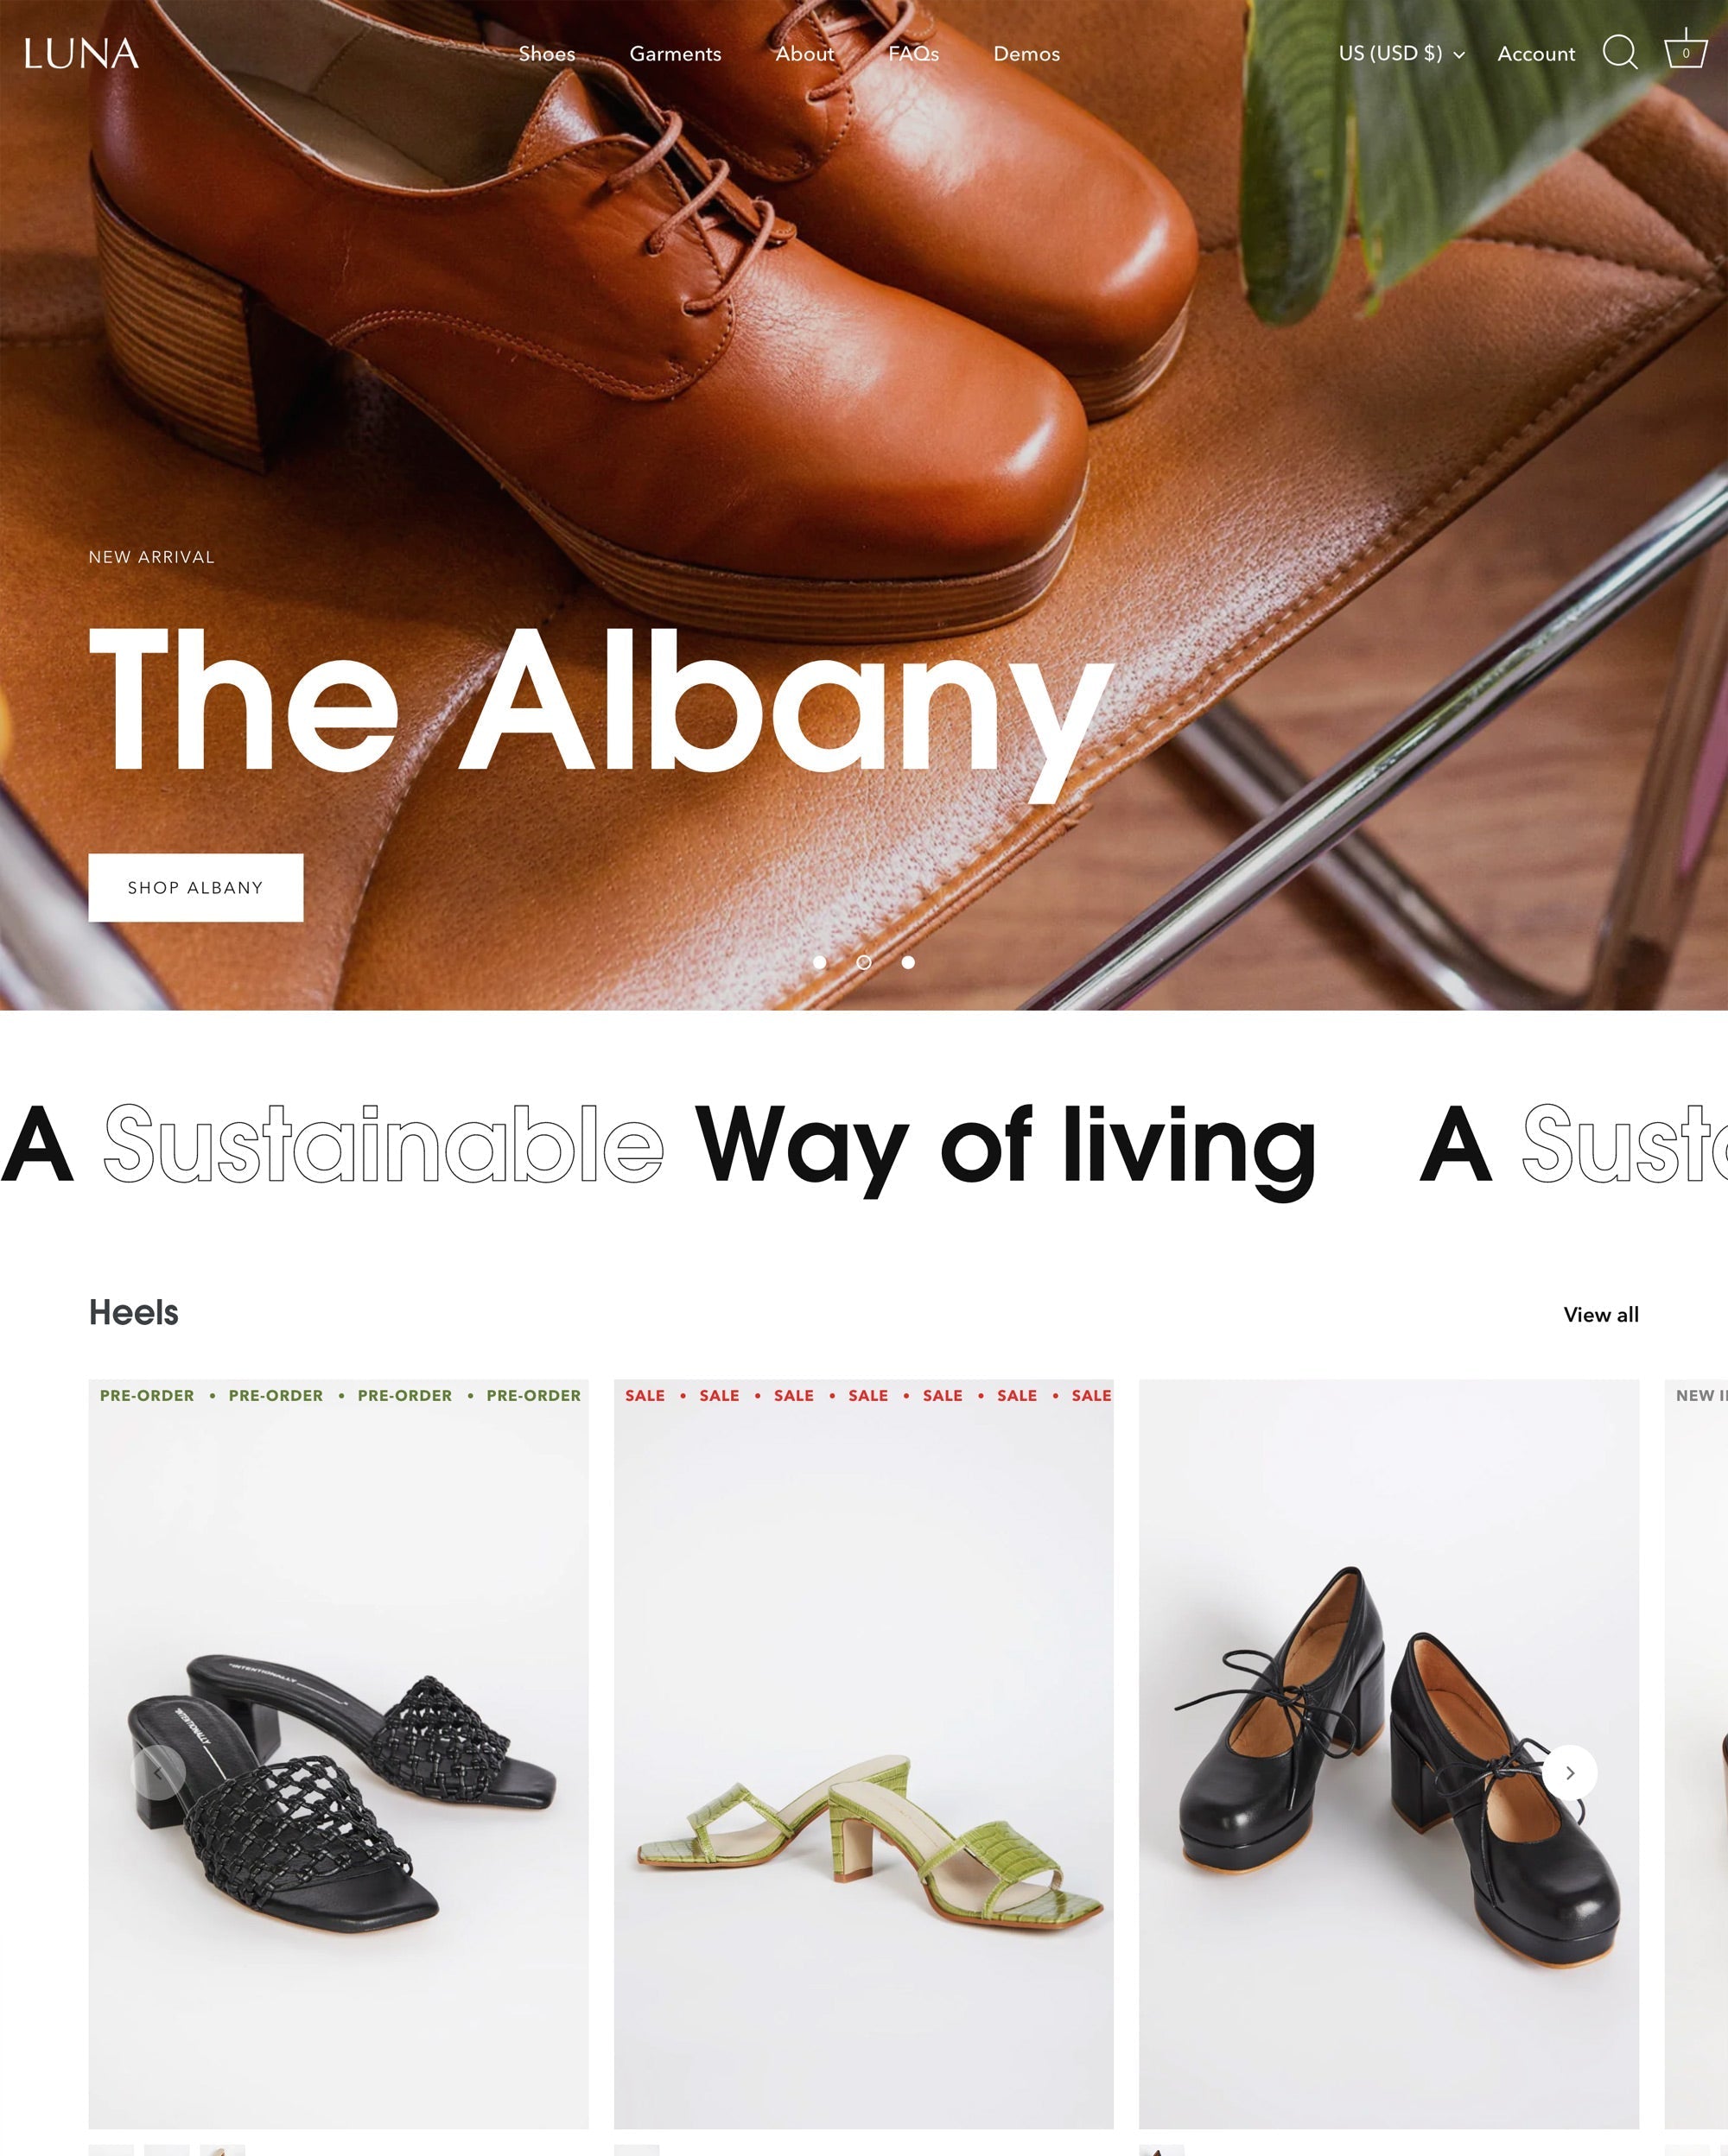 LUNA
Shoes Garments About FAQs Demos
US (USD $) Account 0
NEW ARRIVAL
The Albany
SHOP ALBANY
A Sustainable Way of living A Susta
Heels
View all
PRE-ORDER • PRE-ORDER • PRE-ORDER • PRE-ORDER
SALE • SALE • SALE • SALE • SALE • SALE • SALE
NEW I
"INTENTIONALLY
"INTENTIONALLY